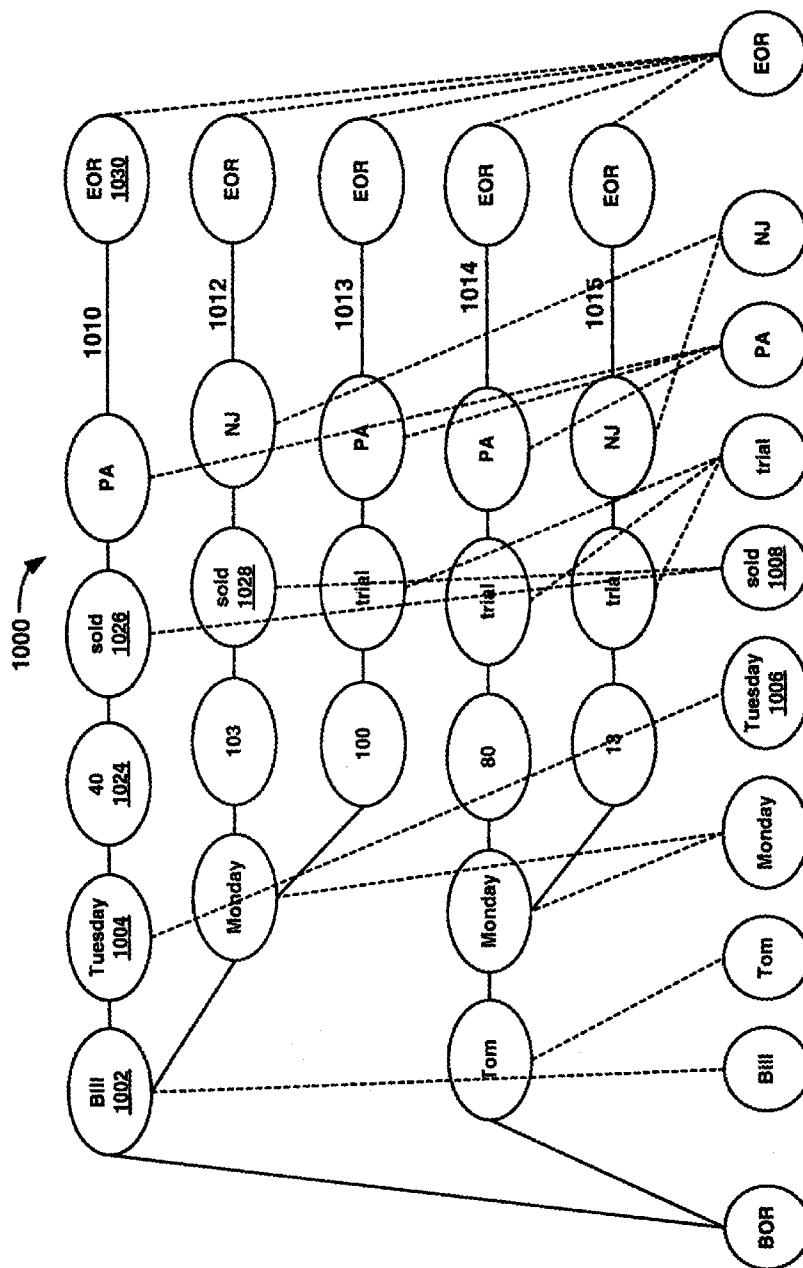 1000
Bill
1002
Tuesday
1004
40
1024
sold
1026
PA
1010
EOR
1030
Monday
103
sold
1028
NJ
1012
EOR
100
trial
PA
1013
EOR
Tom
Monday
80
trial
PA
1014
EOR
13
trial
NJ
1015
EOR
BOR
Bill
Tom
Monday
Tuesday
1006
sold
1008
trial
PA
NJ
EOR